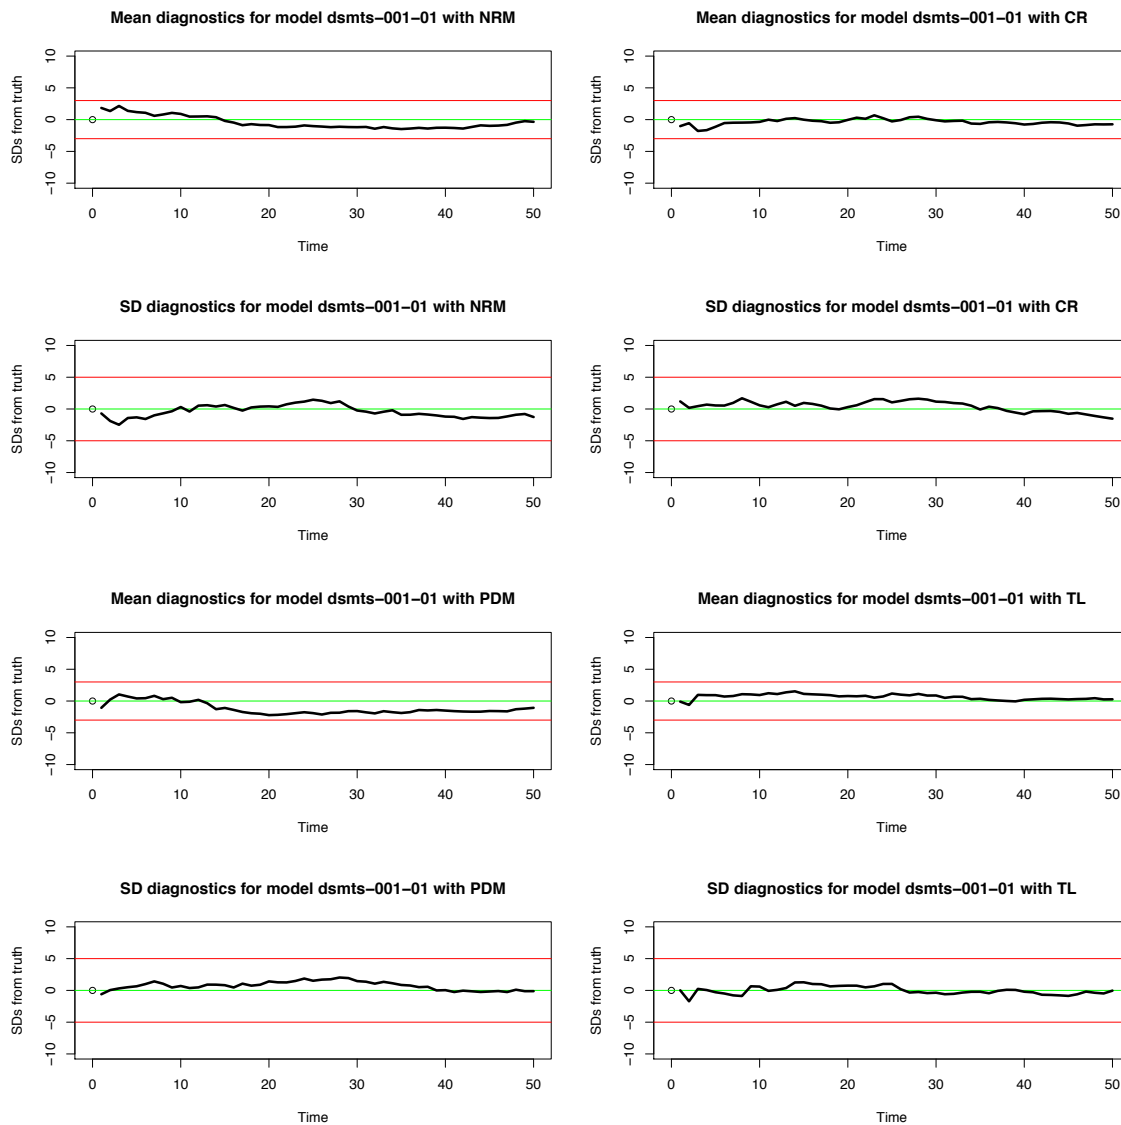 Mean diagnostics for model dsmts−001−01 with NRM
SDs from truth
10
5
0
−5
−10
0 10 20 30 40 50
Time
Mean diagnostics for model dsmts−001−01 with CR
SDs from truth
10
5
0
−5
−10
0 10 20 30 40 50
Time
SD diagnostics for model dsmts−001−01 with NRM
SDs from truth
10
5
0
−5
−10
0 10 20 30 40 50
Time
SD diagnostics for model dsmts−001−01 with CR
SDs from truth
10
5
0
−5
−10
0 10 20 30 40 50
Time
Mean diagnostics for model dsmts−001−01 with PDM
SDs from truth
10
5
0
−5
−10
0 10 20 30 40 50
Time
Mean diagnostics for model dsmts−001−01 with TL
SDs from truth
10
5
0
−5
−10
0 10 20 30 40 50
Time
SD diagnostics for model dsmts−001−01 with PDM
SDs from truth
10
5
0
−5
−10
0 10 20 30 40 50
Time
SD diagnostics for model dsmts−001−01 with TL
SDs from truth
10
5
0
−5
−10
0 10 20 30 40 50
Time